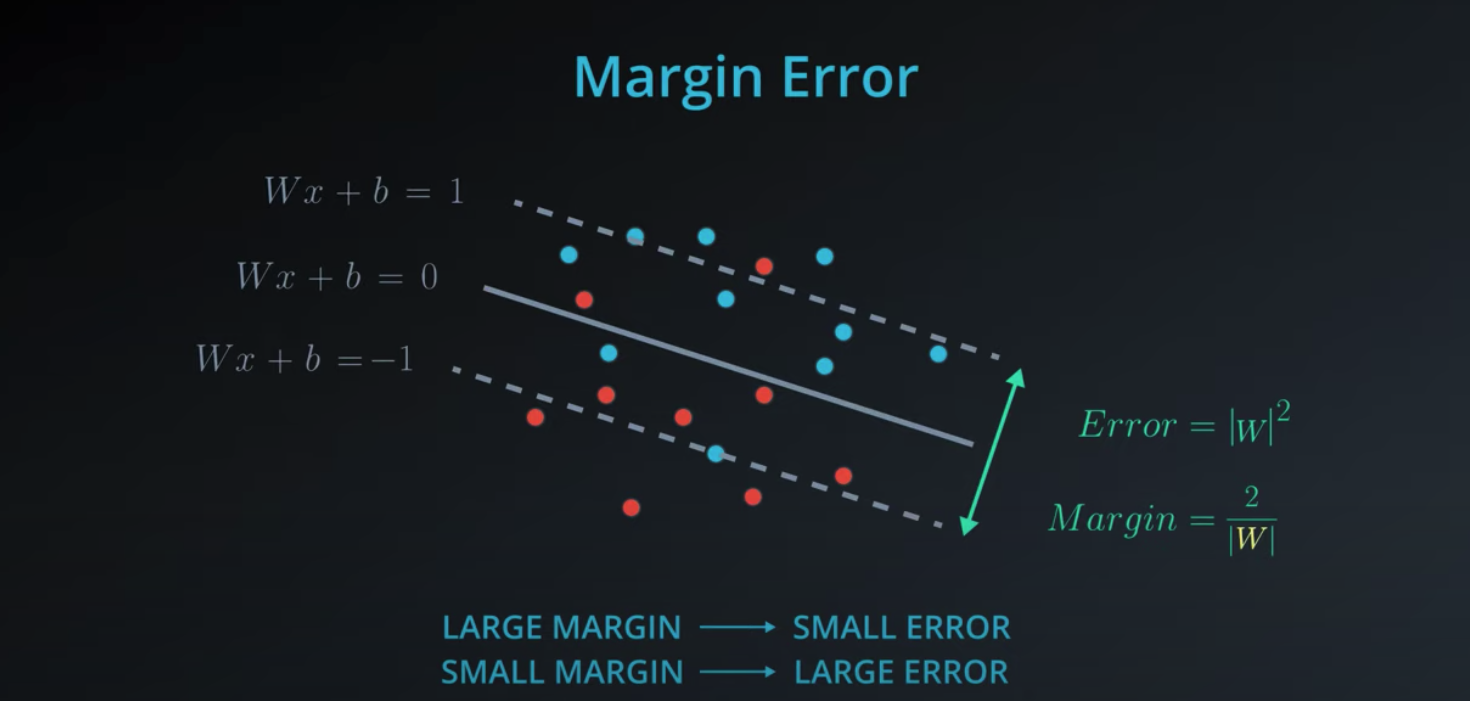 Margin Error
Wx + b = 1
Wx + b = 0
Wx + b =−1
Error = |W|²
Margin = 2/|W|
LARGE MARGIN ⟶ SMALL ERROR
SMALL MARGIN ⟶ LARGE ERROR